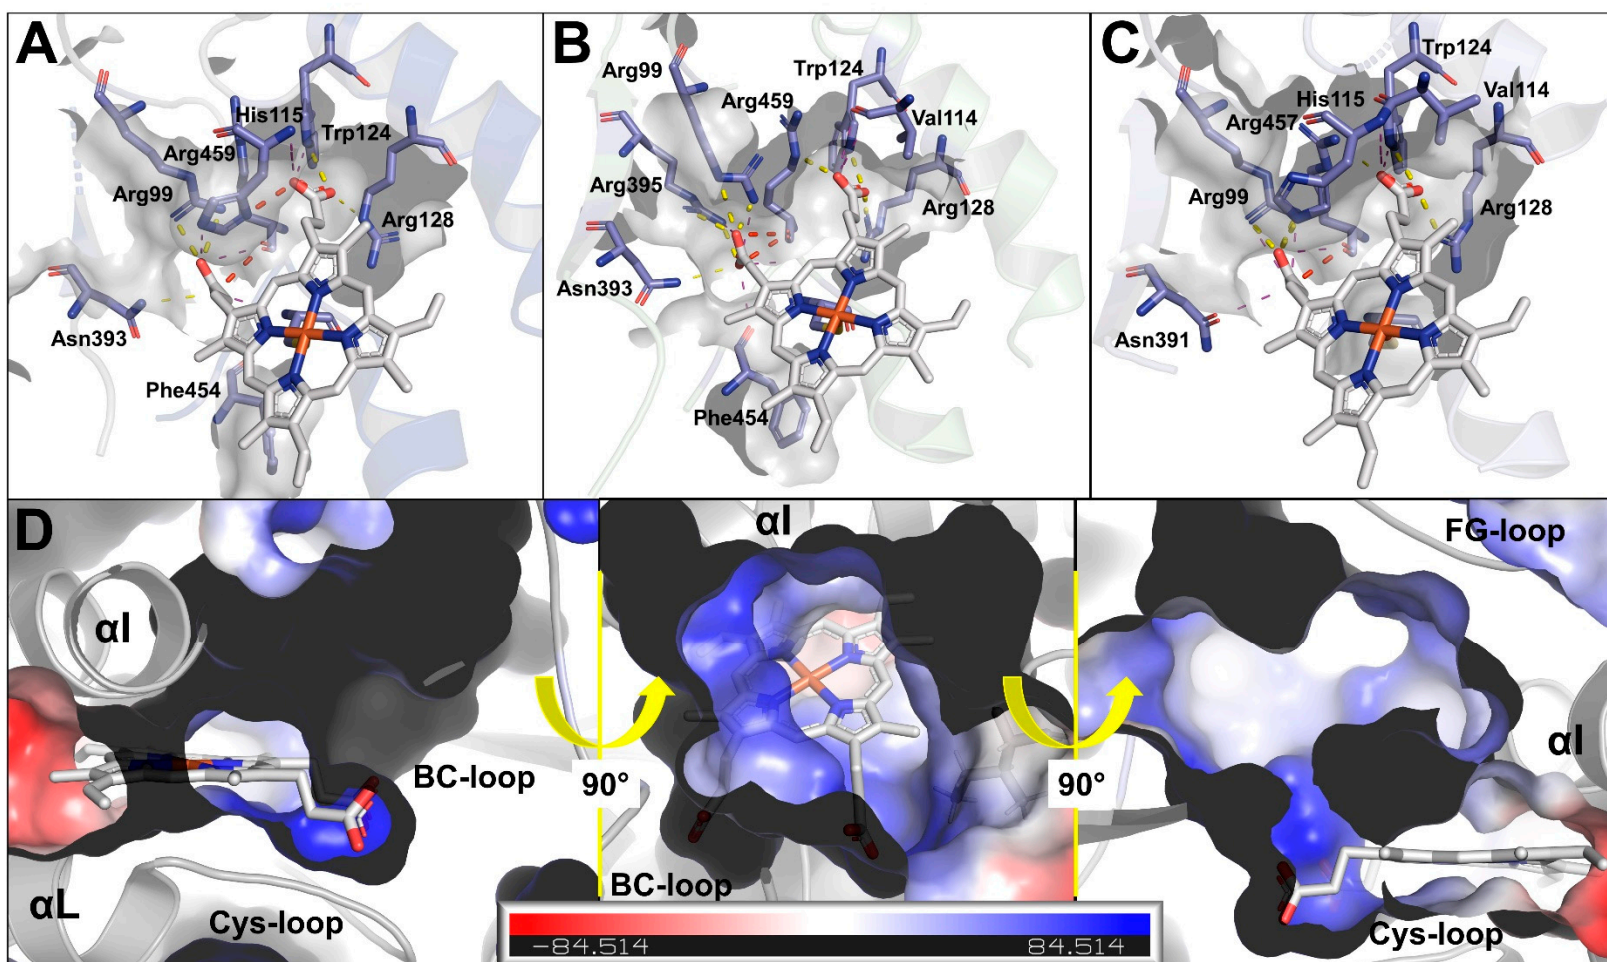 A
His115
Trp124
Arg459
Arg99
Arg128
Asn393
Phe454
B
Arg99
Trp124
Arg459
Val114
Arg395
Arg128
Asn393
Phe454
C
Trp124
His115
Val114
Arg457
Arg99
Arg128
Asn391
D
αI
BC-loop
αL
Cys-loop
90°
αI
BC-loop
90°
FG-loop
αI
Cys-loop
−84.514
84.514